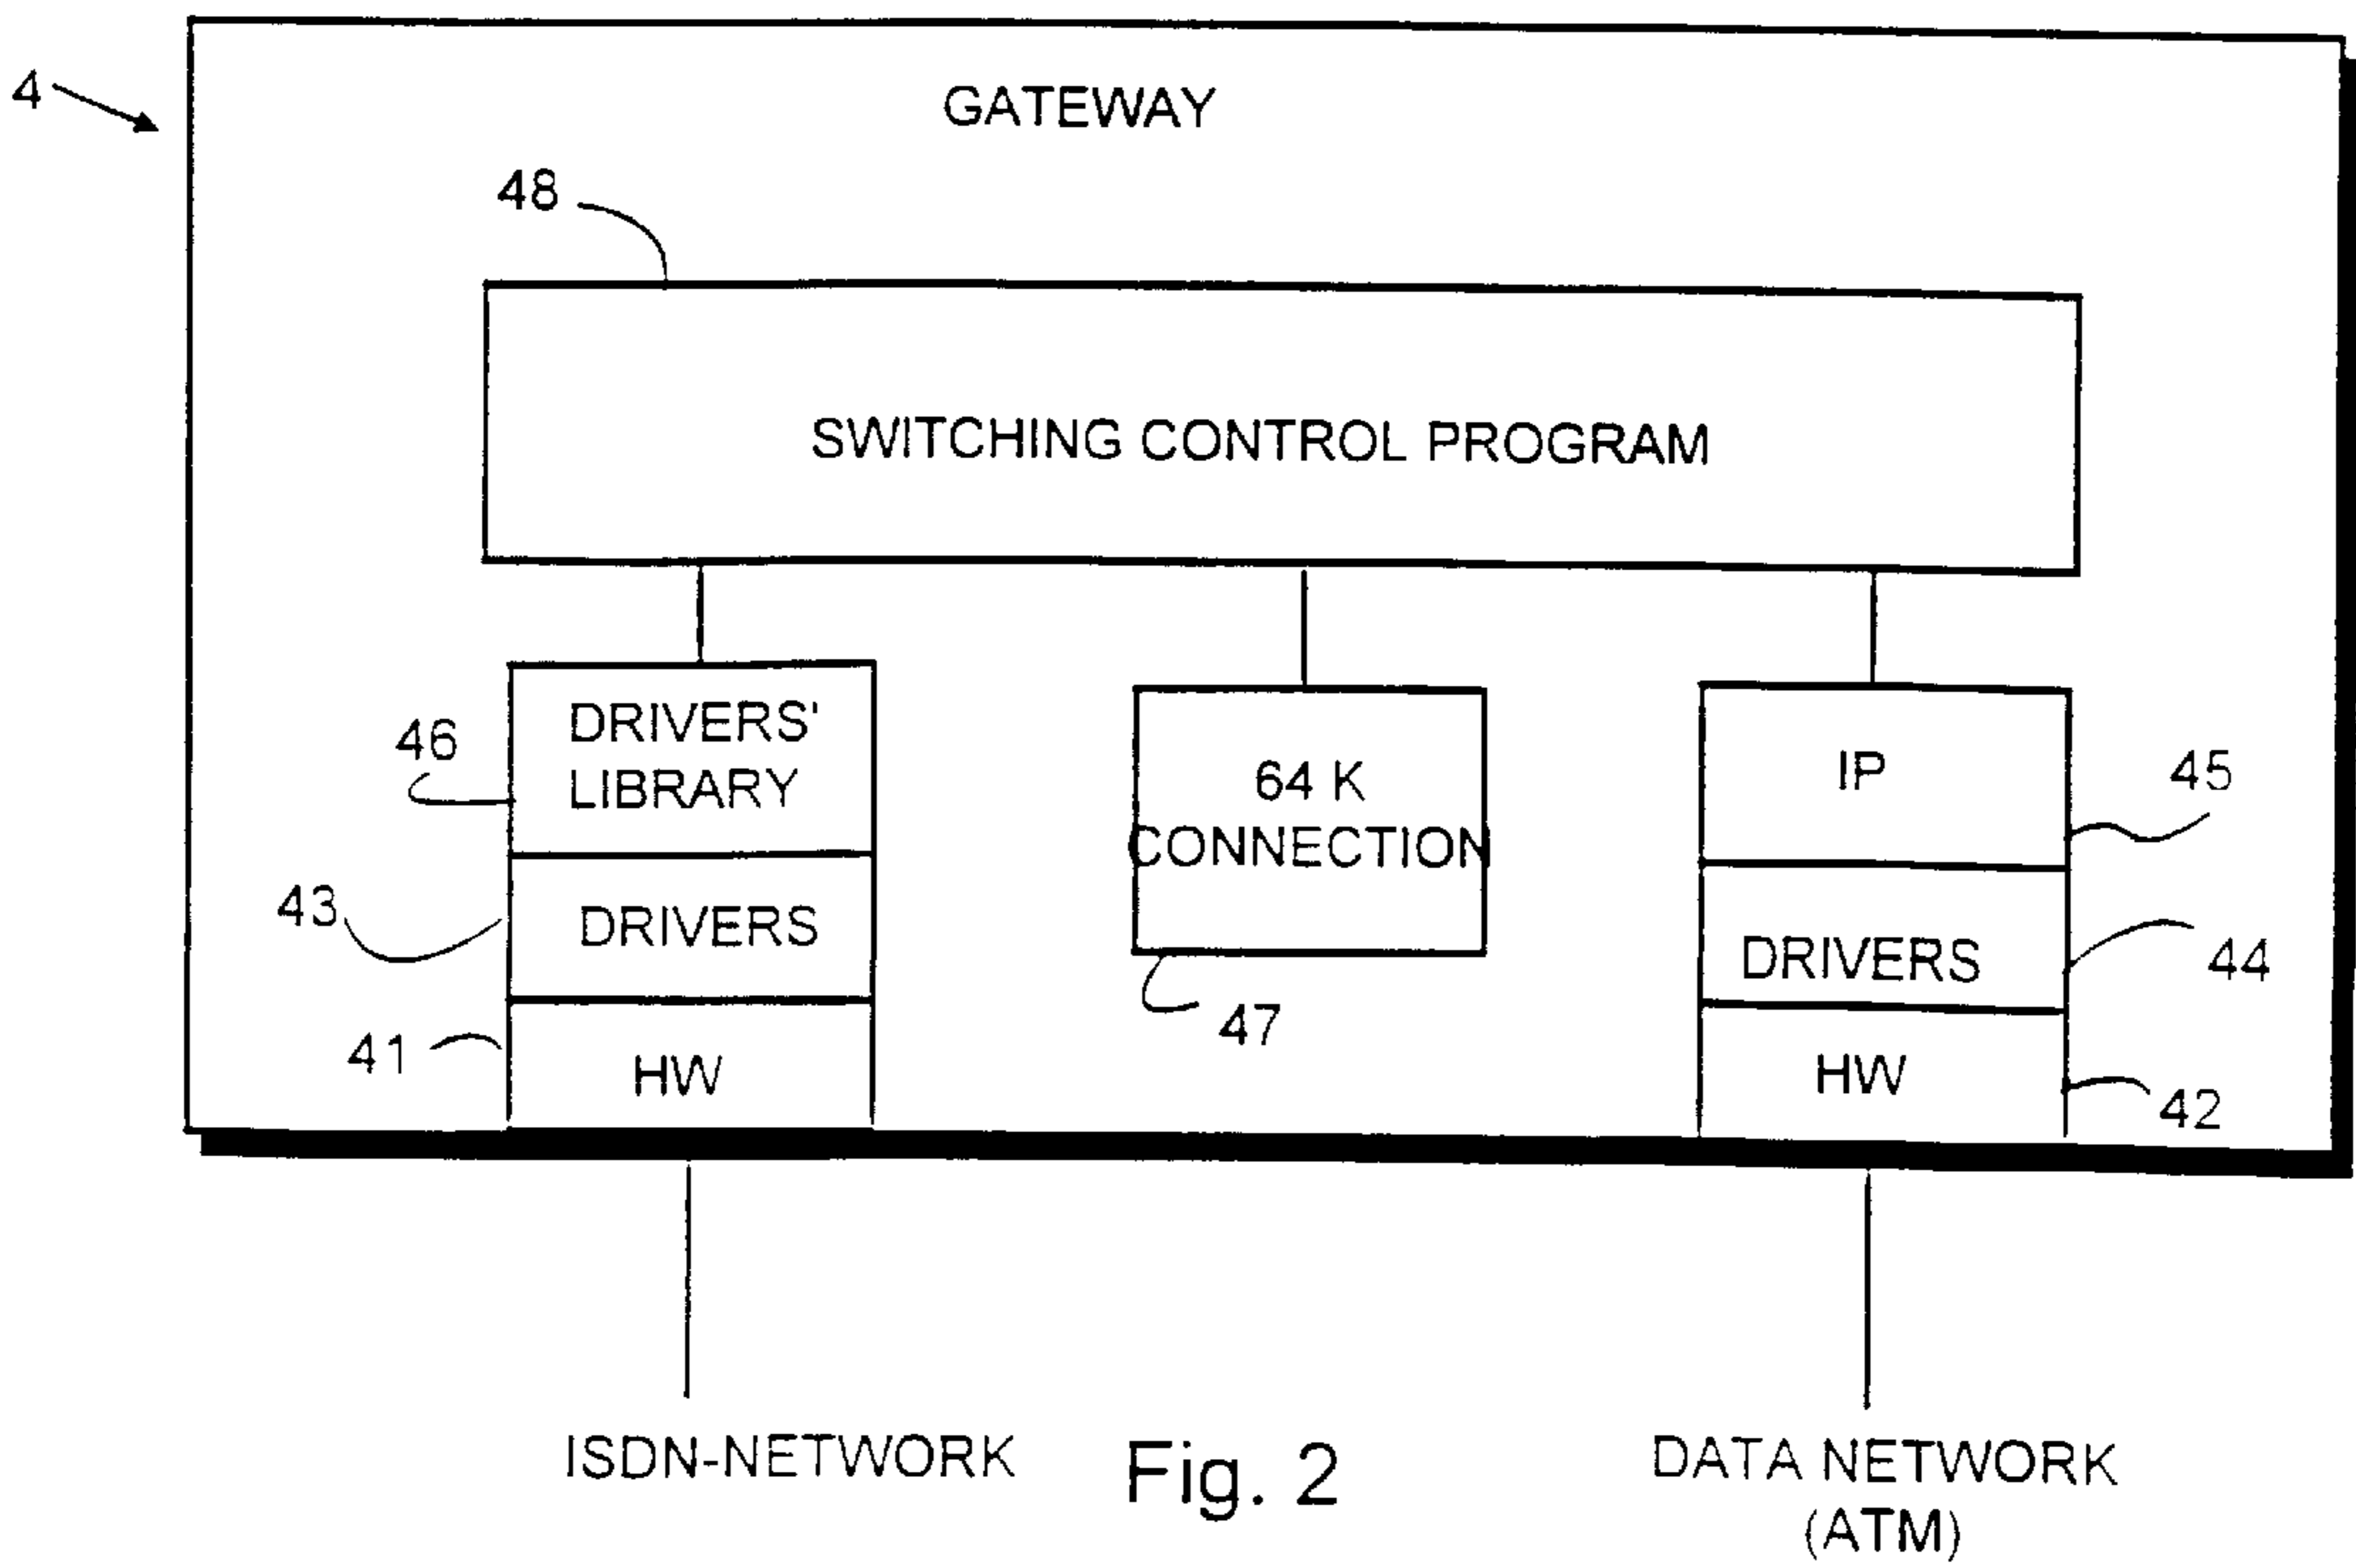 4
GATEWAY
48
SWITCHING CONTROL PROGRAM
46
DRIVERS'
LIBRARY
43
DRIVERS
41
HW
64 K
CONNECTION
47
IP
45
DRIVERS
44
HW
42
ISDN-NETWORK
Fig. 2
DATA NETWORK
(ATM)